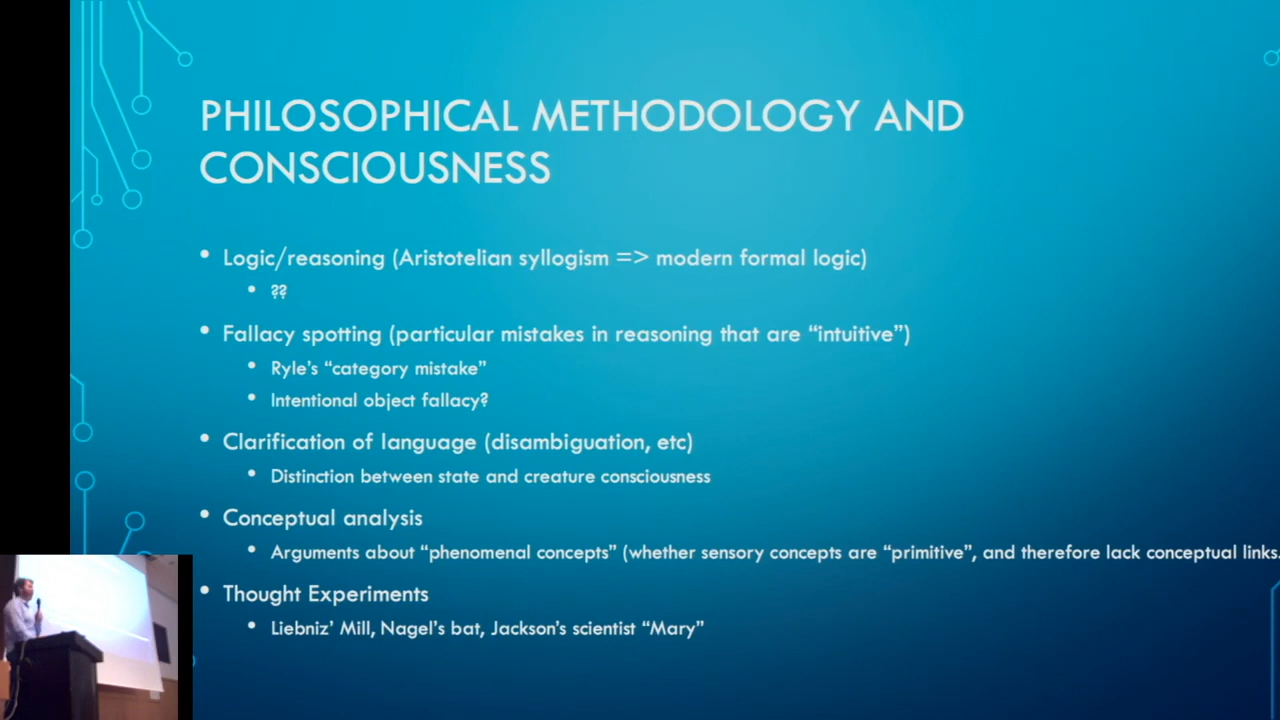 PHILOSOPHICAL METHODOLOGY AND
CONSCIOUSNESS
• Logic/reasoning (Aristotelian syllogism => modern formal logic)
• ??
• Fallacy spotting (particular mistakes in reasoning that are “intuitive”)
• Ryle’s “category mistake”
• Intentional object fallacy?
• Clarification of language (disambiguation, etc)
• Distinction between state and creature consciousness
• Conceptual analysis
• Arguments about “phenomenal concepts” (whether sensory concepts are “primitive”, and therefore lack conceptual links.
• Thought Experiments
• Liebniz’ Mill, Nagel’s bat, Jackson’s scientist “Mary”